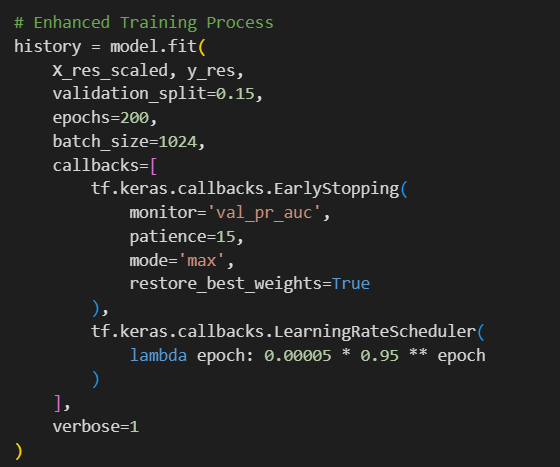 # Enhanced Training Process
history = model.fit(
    X_res_scaled, y_res,
    validation_split=0.15,
    epochs=200,
    batch_size=1024,
    callbacks=[
        tf.keras.callbacks.EarlyStopping(
            monitor='val_pr_auc',
            patience=15,
            mode='max',
            restore_best_weights=True
        ),
        tf.keras.callbacks.LearningRateScheduler(
            lambda epoch: 0.00005 * 0.95 ** epoch
        )
    ],
    verbose=1
)